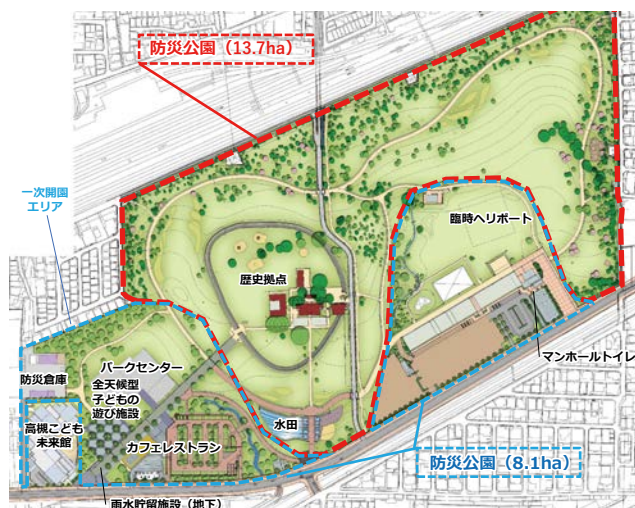 防災公園（13.7ha）
一次開園
エリア
臨時ヘリポート
歴史拠点
マンホールトイレ
パークセンター
防災倉庫
全天候型
子どもの
遊び施設
高槻こども
未来館
水田
カフェレストラン
防災公園（8.1ha）
雨水貯留施設（地下）